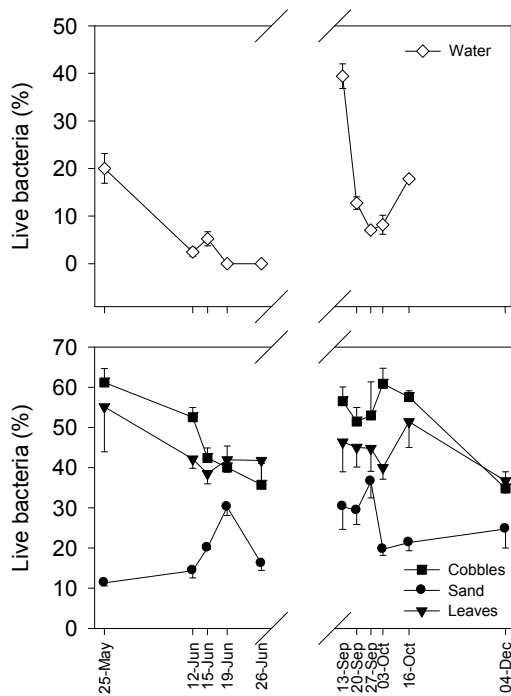 50
40
30
20
10
0
Live bacteria (%)
Water
70
60
50
40
30
20
10
0
Live bacteria (%)
Cobbles
Sand
Leaves
25-May
12-Jun
15-Jun
19-Jun
26-Jun
13-Sep
20-Sep
27-Sep
03-Oct
16-Oct
04-Dec